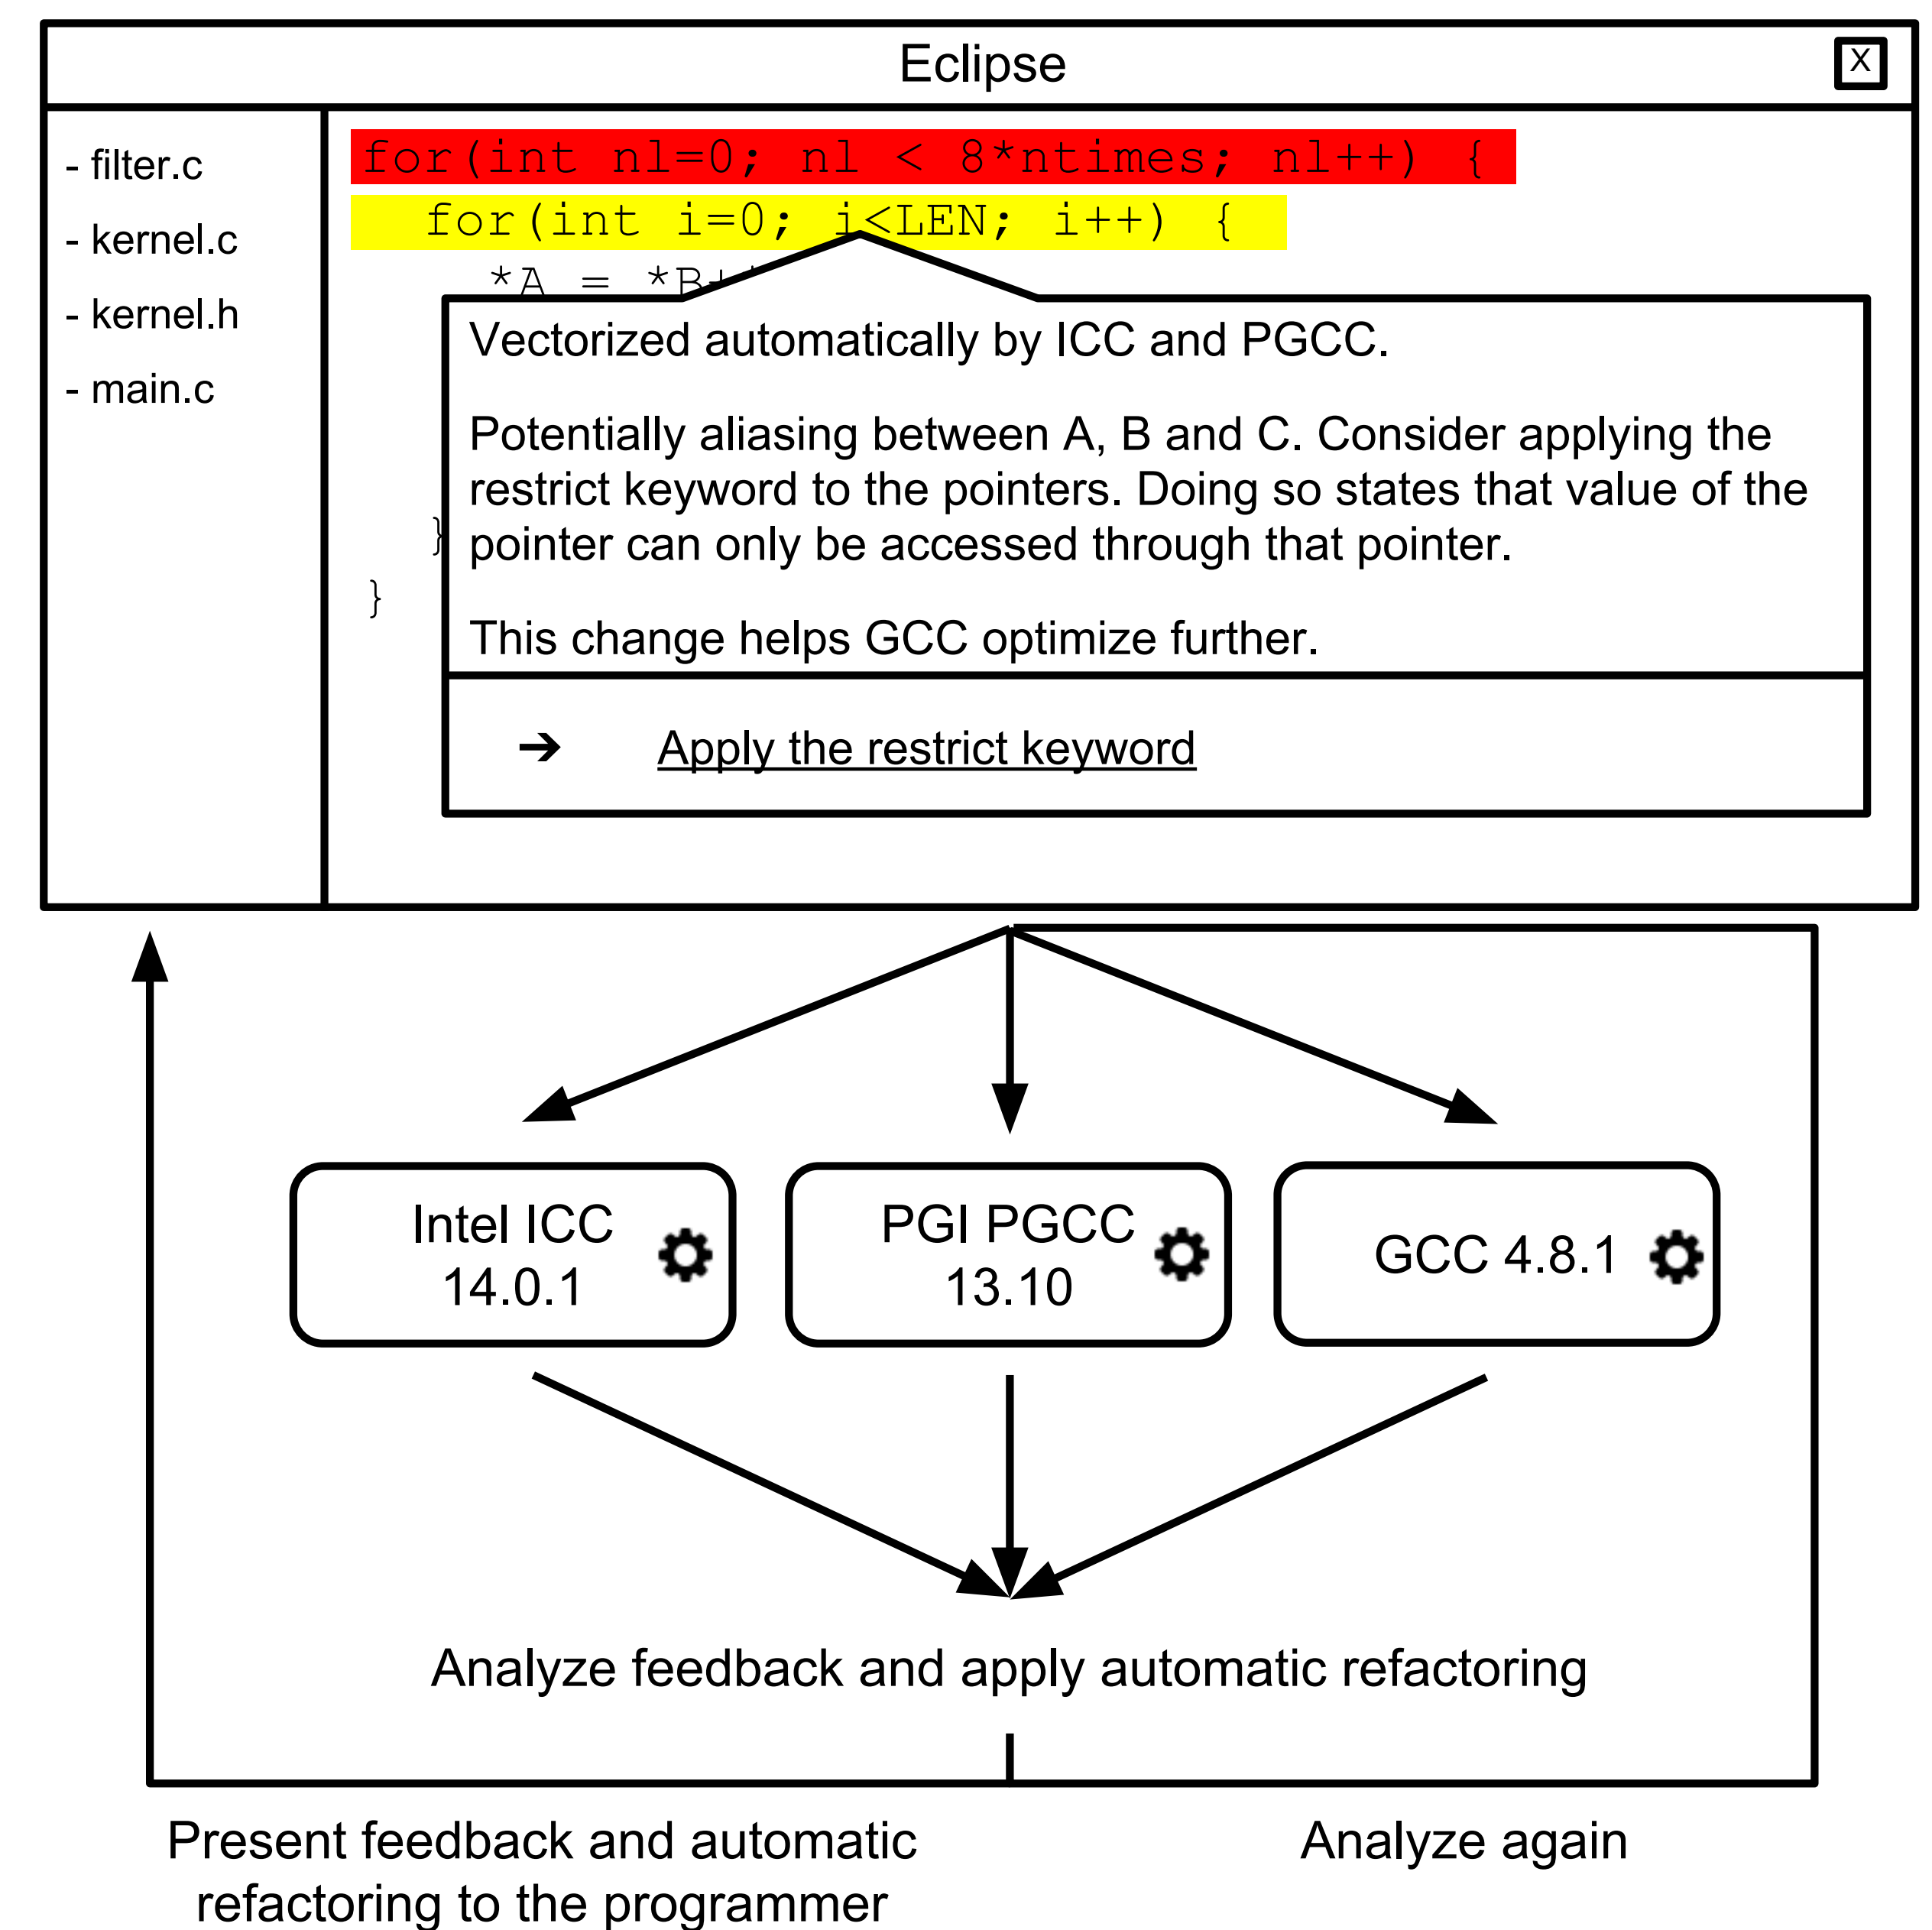 Eclipse
X
- filter.c
- kernel.c
- kernel.h
- main.c
for(int nl=0; nl < 8*ntimes; nl++) {
for(int i=0; i<LEN; i++) {
*A = *B
}
}
Vectorized automatically by ICC and PGCC.
Potentially aliasing between A, B and C. Consider applying the
restrict keyword to the pointers. Doing so states that value of the
pointer can only be accessed through that pointer.
This change helps GCC optimize further.
➔ Apply the restrict keyword
Intel ICC
14.0.1
PGI PGCC
13.10
GCC 4.8.1
Analyze feedback and apply automatic refactoring
Present feedback and automatic
refactoring to the programmer
Analyze again